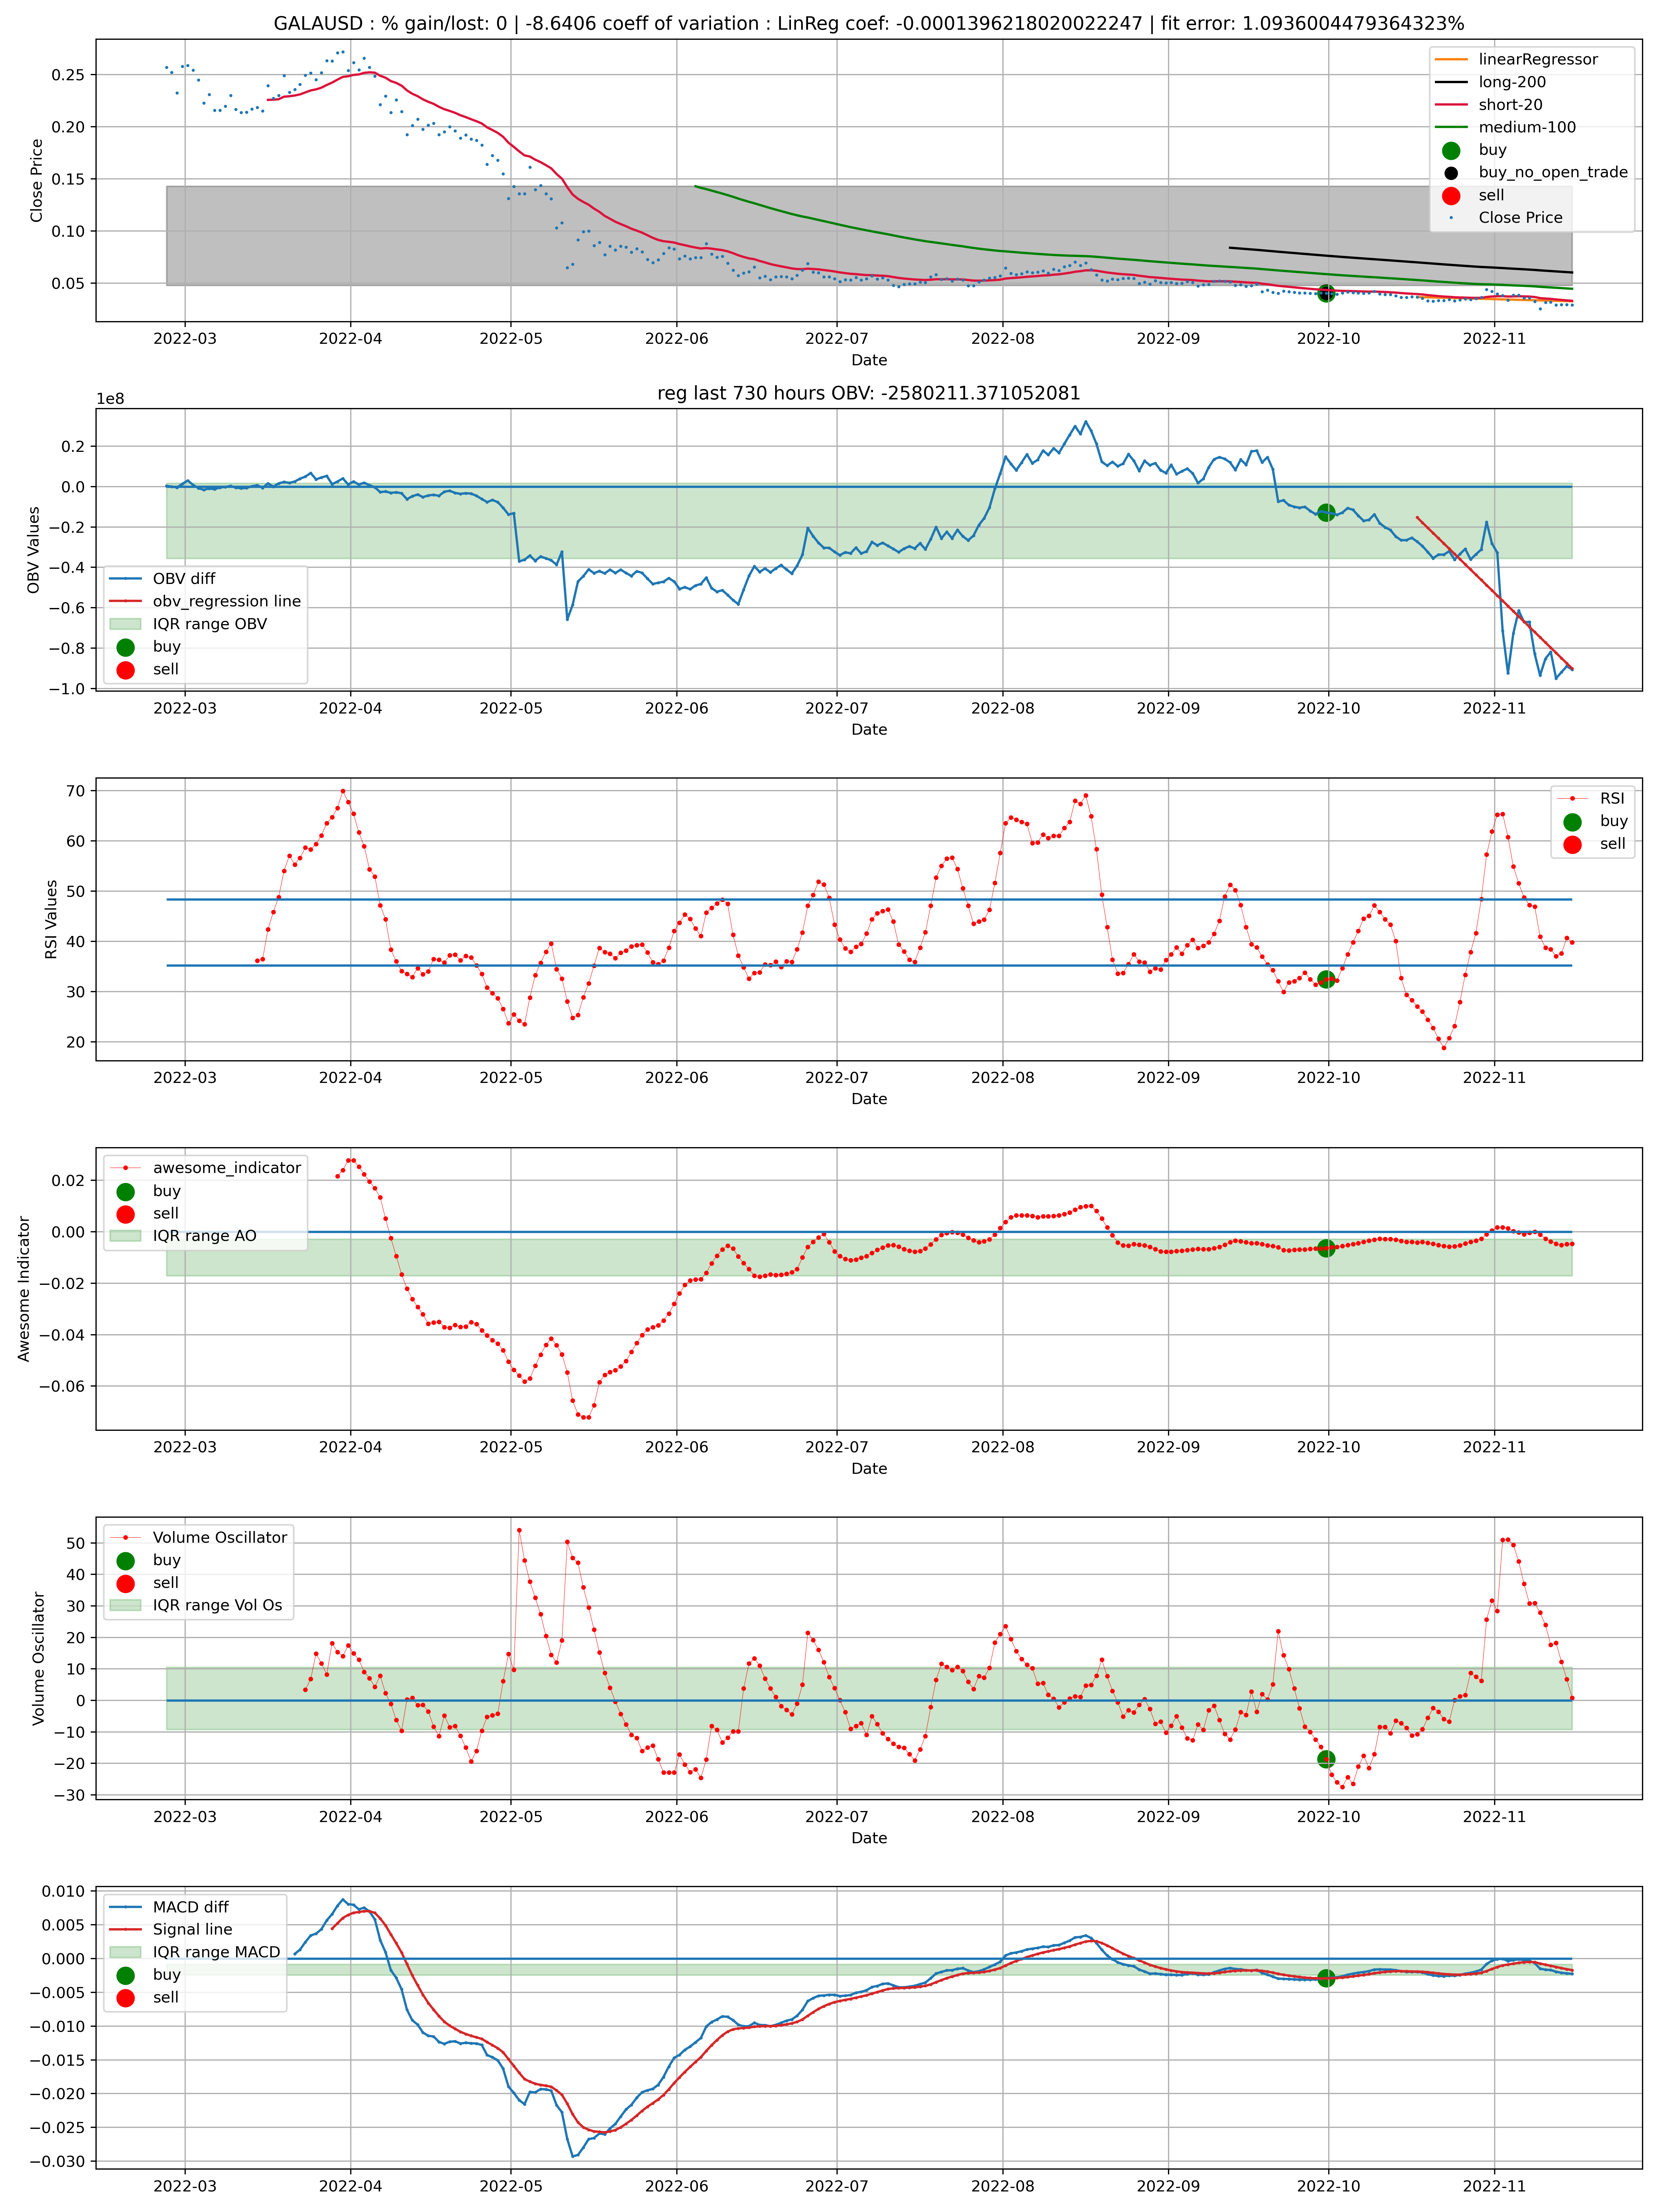 GALAUSD : % gain/lost: 0 | -8.6406 coeff of variation : LinReg coef: -0.0001396218020022247 | fit error: 1.0936004479364323%
Close Price
0.25
0.20
0.15
0.10
0.05
linearRegressor
long-200
short-20
medium-100
buy
buy_no_open_trade
sell
Close Price
2022-03 2022-04 2022-05 2022-06 2022-07 2022-08 2022-09 2022-10 2022-11
Date
reg last 730 hours OBV: -2580211.371052081
1e8
OBV Values
0.2
0.0
−0.2
−0.4
−0.6
−0.8
−1.0
OBV diff
obv_regression line
IQR range OBV
buy
sell
2022-03 2022-04 2022-05 2022-06 2022-07 2022-08 2022-09 2022-10 2022-11
Date
RSI Values
70
60
50
40
30
20
RSI
buy
sell
2022-03 2022-04 2022-05 2022-06 2022-07 2022-08 2022-09 2022-10 2022-11
Date
Awesome Indicator
0.02
0.00
−0.02
−0.04
−0.06
awesome_indicator
buy
sell
IQR range AO
2022-03 2022-04 2022-05 2022-06 2022-07 2022-08 2022-09 2022-10 2022-11
Date
Volume Oscillator
50
40
30
20
10
0
−10
−20
−30
Volume Oscillator
buy
sell
IQR range Vol Os
2022-03 2022-04 2022-05 2022-06 2022-07 2022-08 2022-09 2022-10 2022-11
Date
0.010
0.005
0.000
−0.005
−0.010
−0.015
−0.020
−0.025
−0.030
MACD diff
Signal line
IQR range MACD
buy
sell
2022-03 2022-04 2022-05 2022-06 2022-07 2022-08 2022-09 2022-10 2022-11